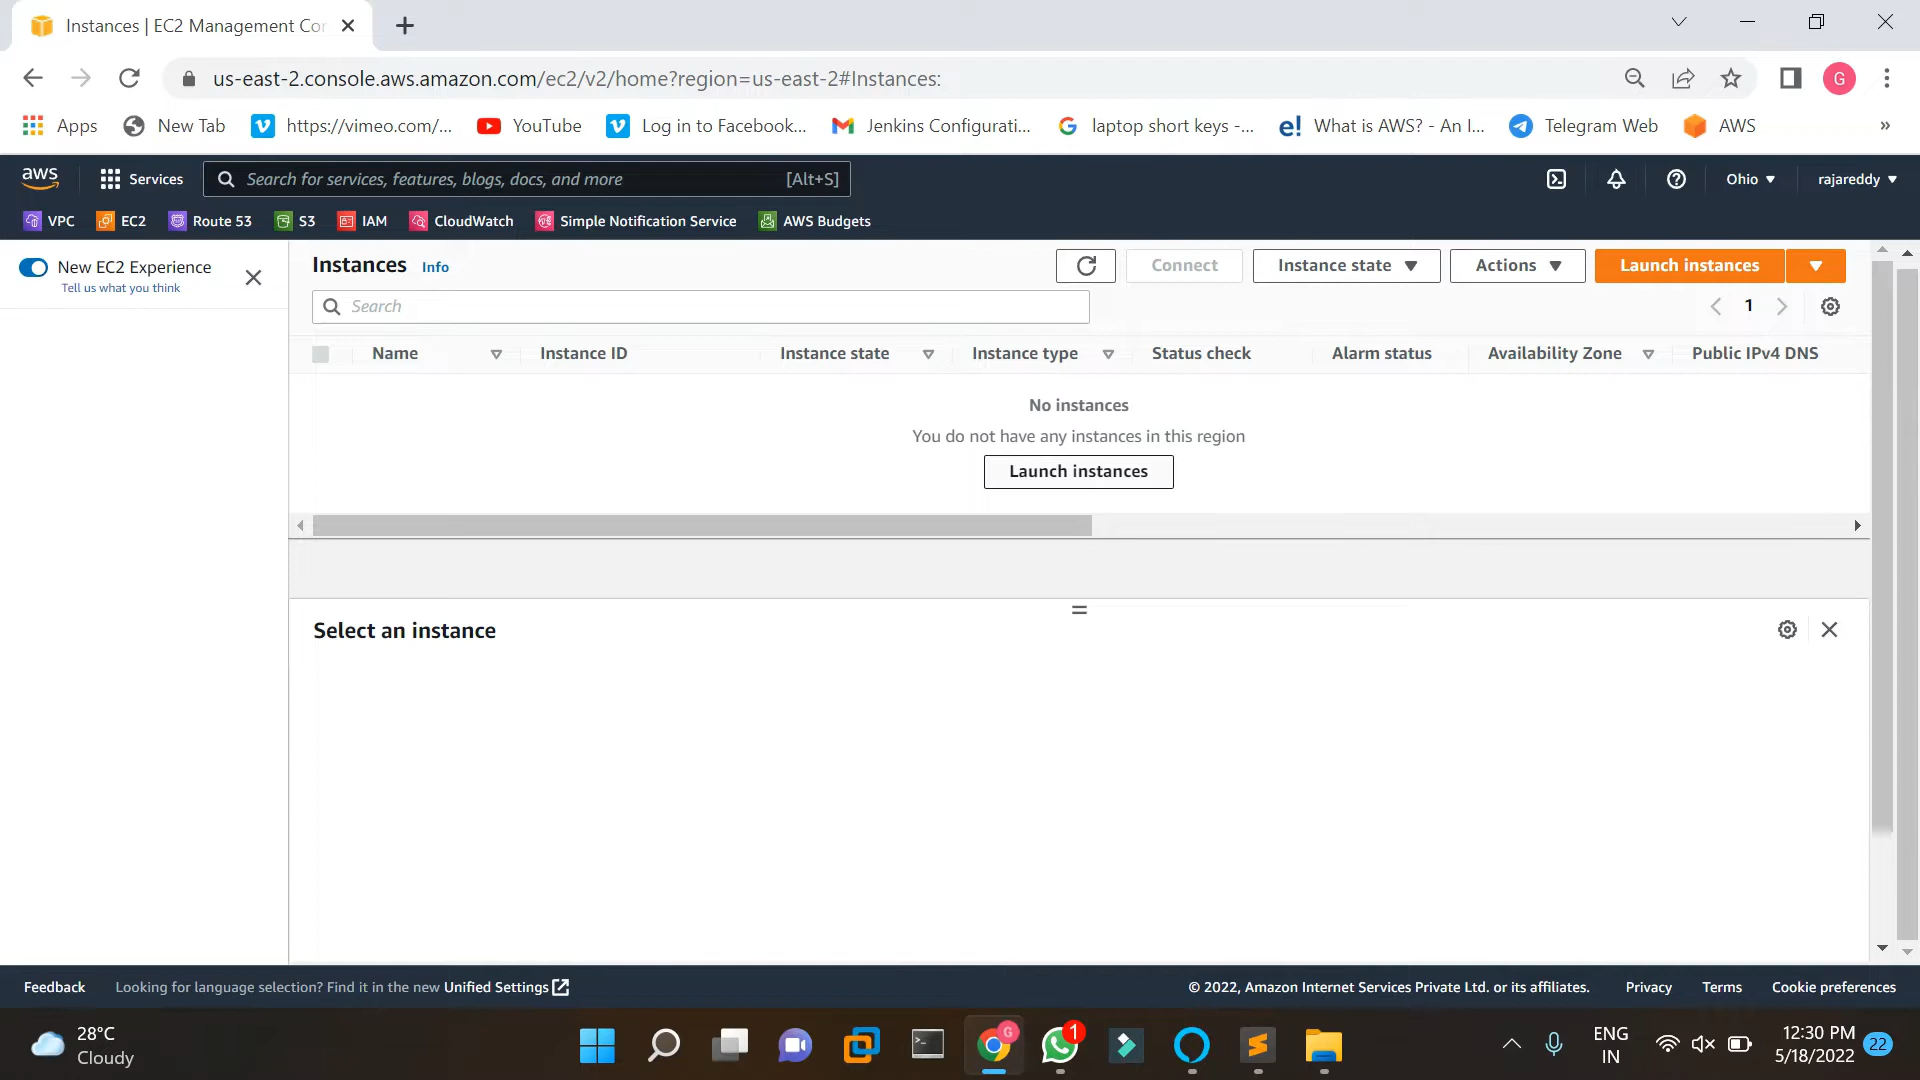 Instances | EC2 Management Cor
us-east-2.console.aws.amazon.com/ec2/v2/home?region=us-east-2#Instances:
G
Apps
New Tab
https://vimeo.com/...
YouTube
Log in to Facebook...
Jenkins Configurati...
laptop short keys -...
e!
What is AWS? - An I...
Telegram Web
AWS
»
aws
Services
Search for services, features, blogs, docs, and more
[Alt+S]
Ohio
rajareddy
VPC
EC2
Route 53
S3
IAM
CloudWatch
Simple Notification Service
AWS Budgets
New EC2 Experience
Tell us what you think
Instances
Info
Connect
Instance state
Actions
Launch instances
Search
1
Name
Instance ID
Instance state
Instance type
Status check
Alarm status
Availability Zone
Public IPv4 DNS
No instances
You do not have any instances in this region
Launch instances
Select an instance
Feedback
Looking for language selection? Find it in the new Unified Settings
© 2022, Amazon Internet Services Private Ltd. or its affiliates.
Privacy
Terms
Cookie preferences
28°C
Cloudy
G
1
ENG
IN
12:30 PM
5/18/2022
22